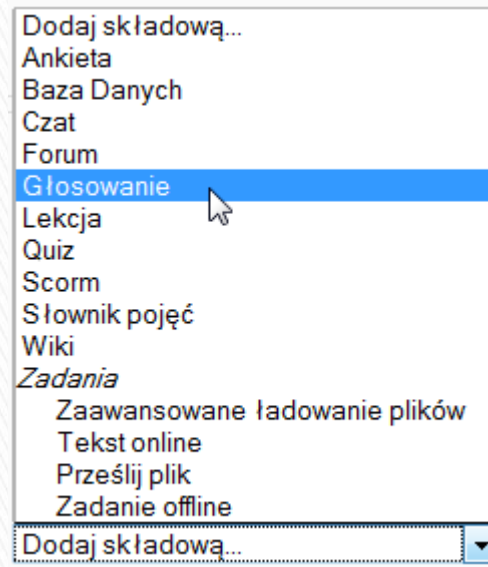 Dodaj składową...
Ankieta
Baza Danych
Czat
Forum
Głosowanie
Lekcja
Quiz
Scorm
Słownik pojęć
Wiki
Zadania
Zaawansowane ładowanie plików
Tekst online
Prześlij plik
Zadanie offline
Dodaj składową...